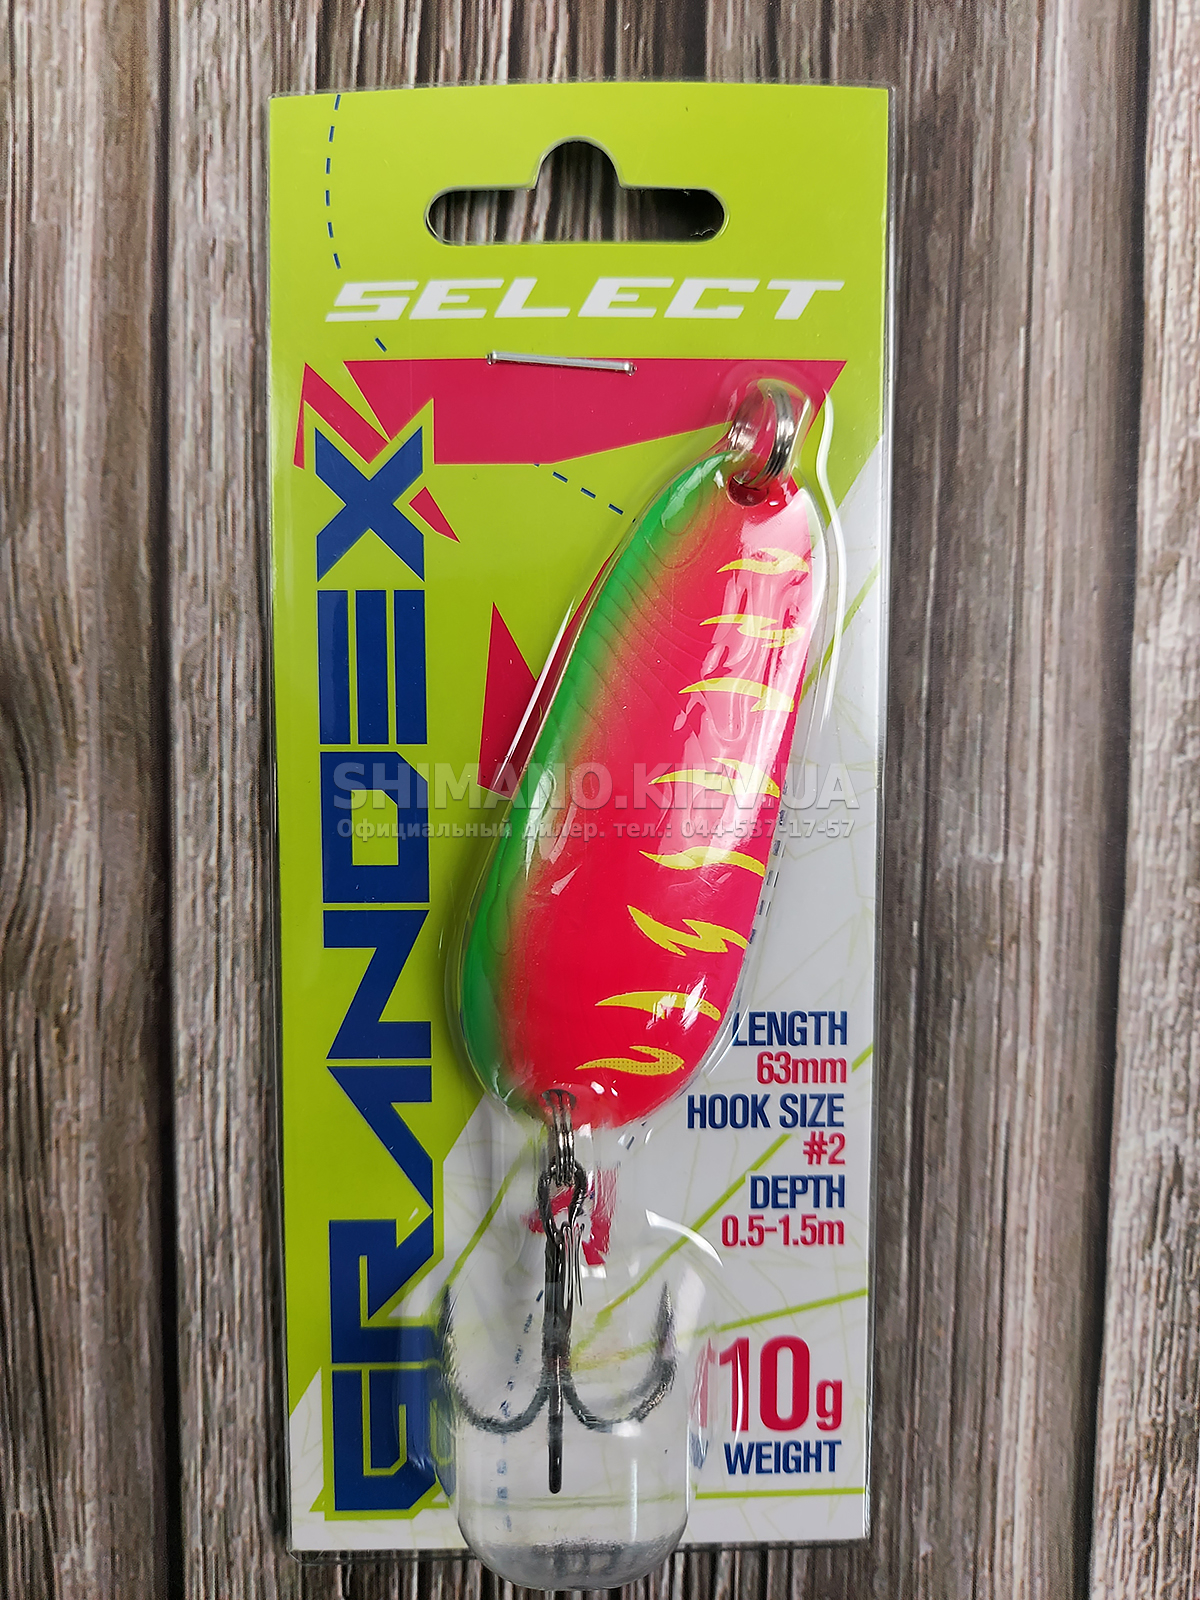 SELECT
GRANDEX
SHIMANO.KIEV.UA
Официальный дилер. тел.: 044-537-17-57
LENGTH
63mm
HOOK SIZE
#2
DEPTH
0.5-1.5m
10g
WEIGHT